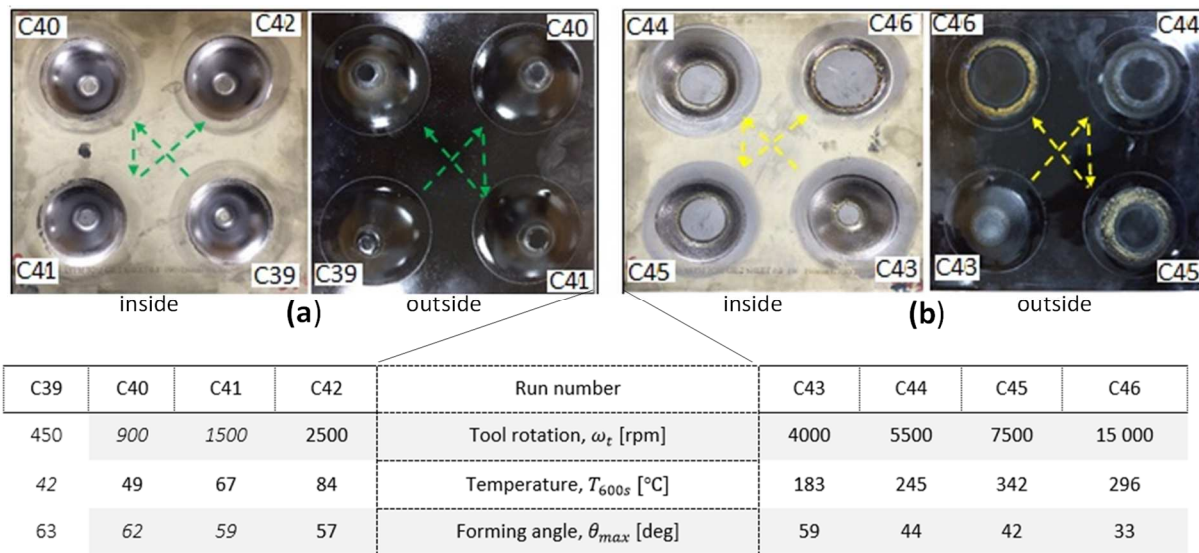 C40 C42 C40 C44 C46 C46 C44
C41 C39 C39 C41 C45 C43 C43 C45
inside (a) outside inside (b) outside
C39 C40 C41 C42 Run number C43 C44 C45 C46
450 900 1500 2500 Tool rotation, ωt [rpm] 4000 5500 7500 15 000
42 49 67 84 Temperature, T600s [°C] 183 245 342 296
63 62 59 57 Forming angle, θmax [deg] 59 44 42 33